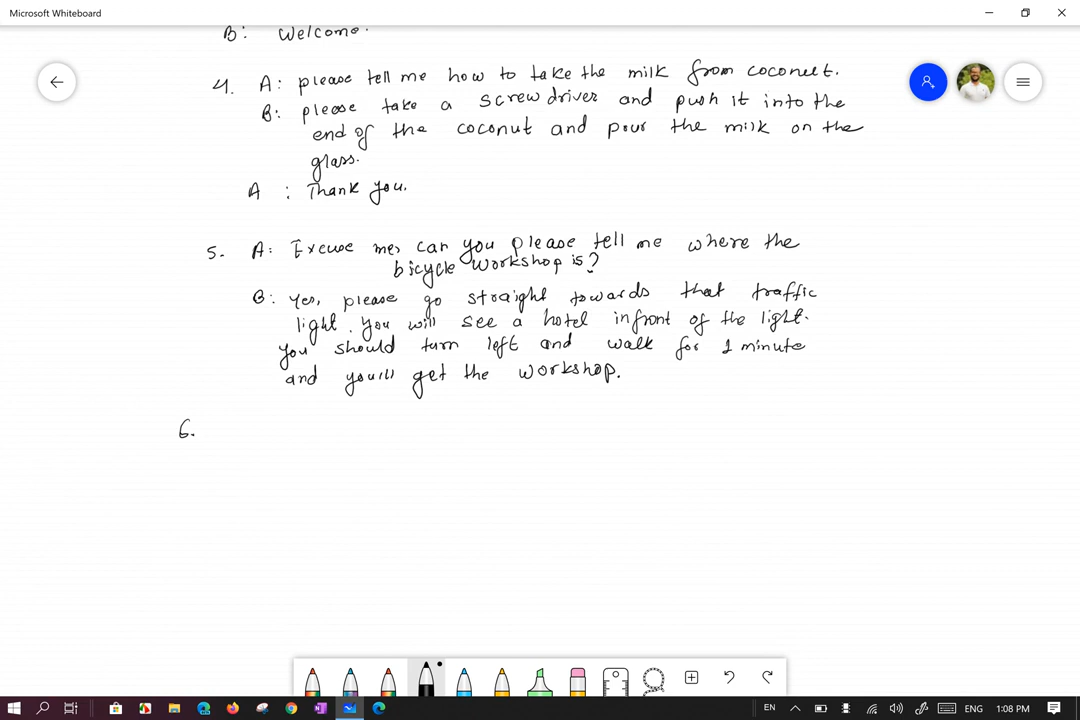 Microsoft Whiteboard
B: Welcome.
4. A: please tell me how to take the milk from coconut.
B: please take a screw driver and push it into the
end of the coconut and pour the milk on the
glass.
A : Thank you.
5. A: Excuse me, can you please tell me where the
bicycle workshop is?
B: Yes, please go straight towards that traffic
light. You will see a hotel infront of the light.
You should turn left and walk for 1 minute
and you'll get the workshop.
6.
EN
ENG
1:08 PM